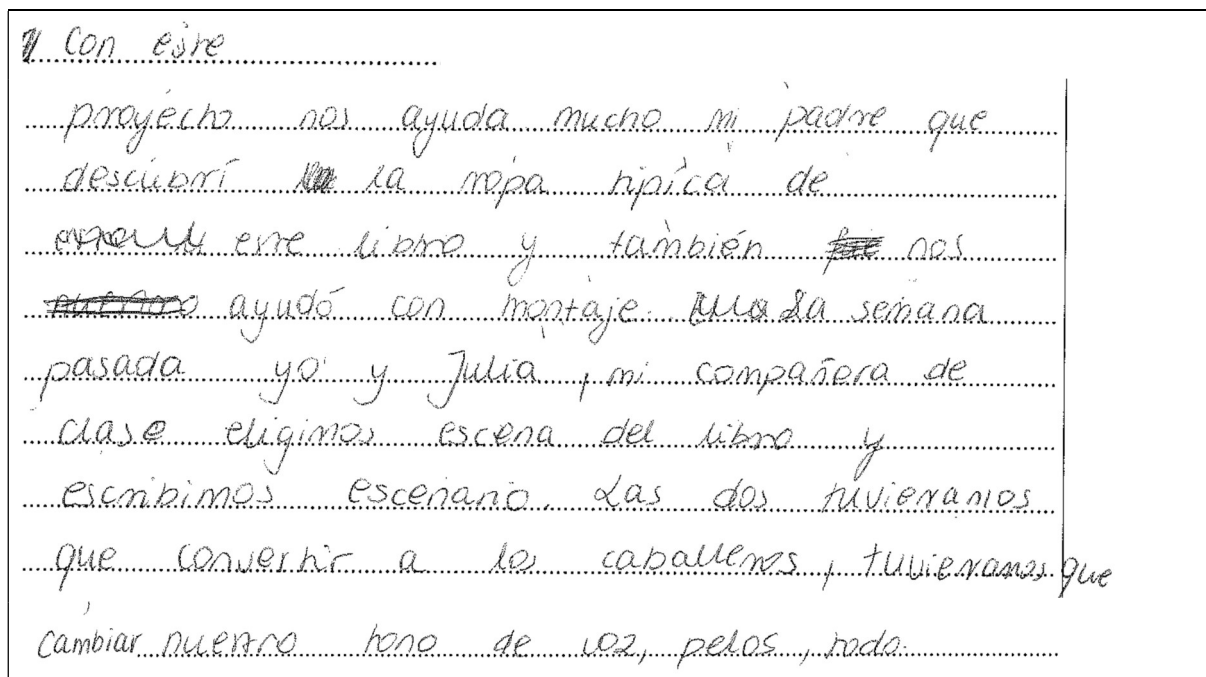 Con este
proyecto nos ayuda mucho mi padre que
descubrí la ropa típica de
este libro y también nos
ayudó con montaje. La semana
pasada yo y Julia, mi compañera de
clase eligimos escena del libro y
escribimos escenario. Las dos tuvieramos
que convertir a los caballeros, tuvieramos que
cambiar nuestro tono de voz, pelos, todo.